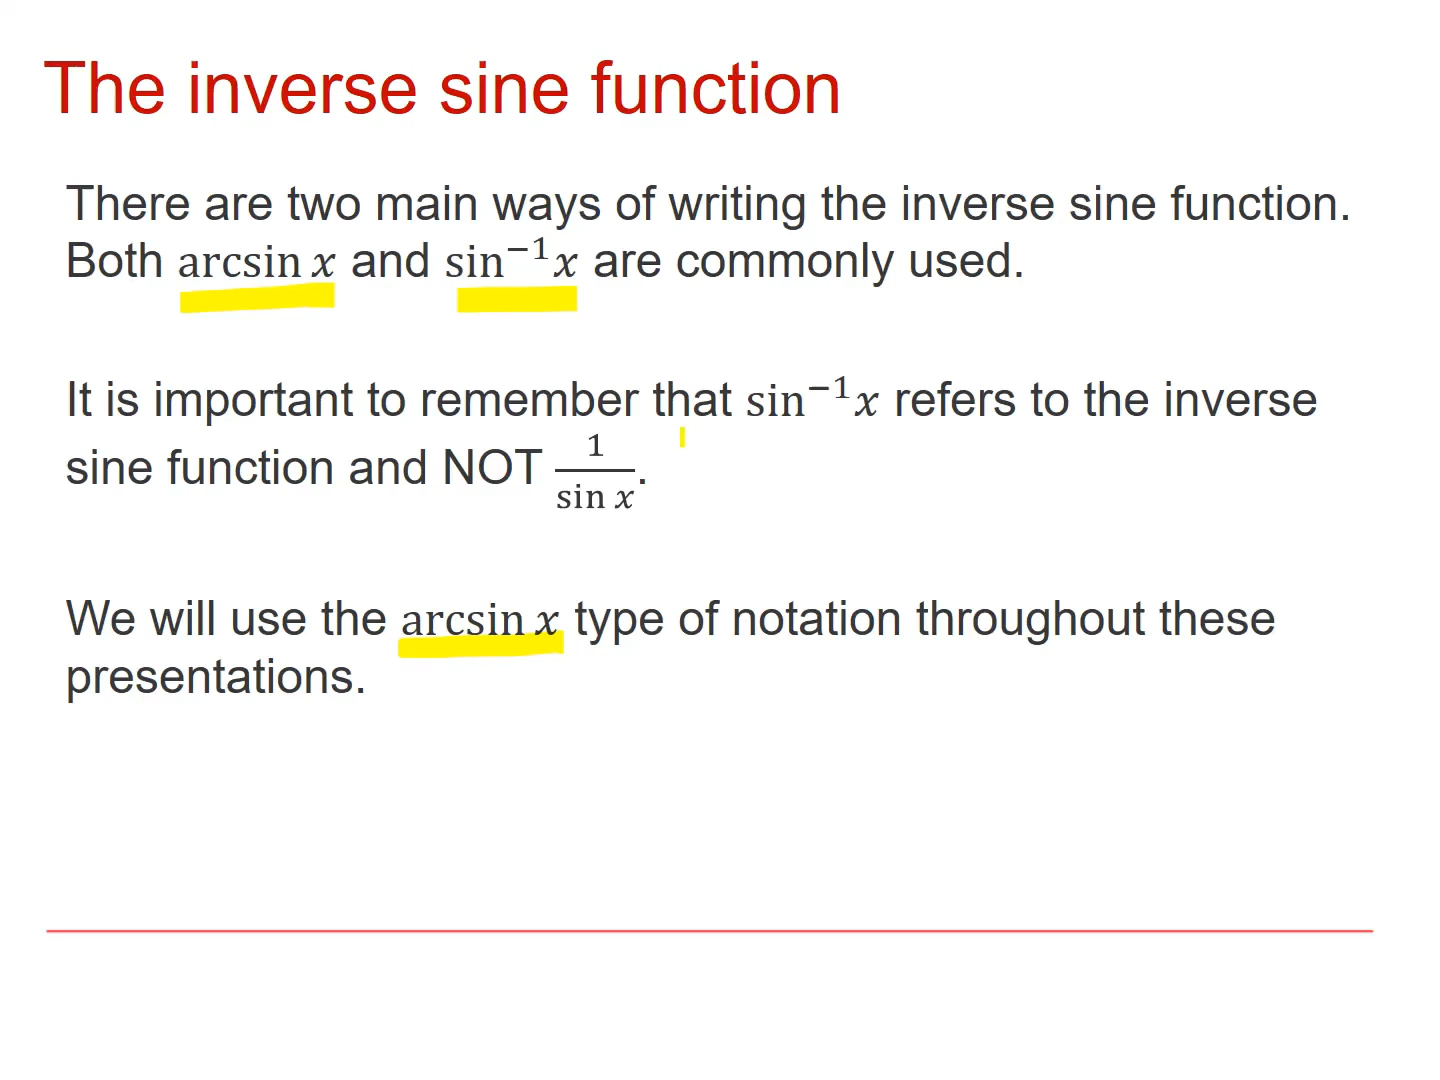 The inverse sine function
There are two main ways of writing the inverse sine function.
Both arcsin x and sin⁻¹x are commonly used.
It is important to remember that sin⁻¹x refers to the inverse
sine function and NOT 1/sin x.
We will use the arcsin x type of notation throughout these
presentations.